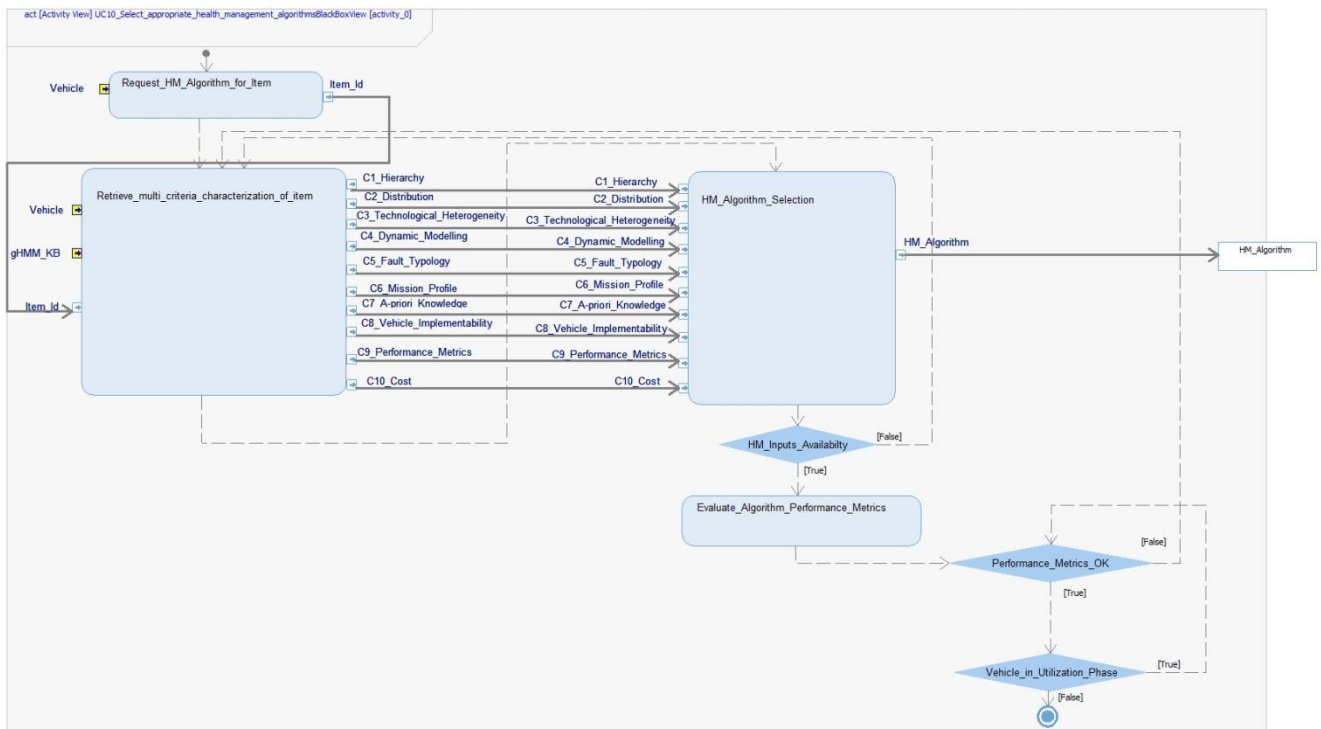 act [Activity View] UC10_Select_appropriate_health_management_algorithmsBlackBoxView [activity_0]
Vehicle
Request_HM_Algorithm_for_Item
Item_Id
Retrieve_multi_criteria_characterization_of_item
Vehicle
gHMM_KB
Item_Id
C1_Hierarchy
C2_Distribution
C3_Technological_Heterogeneity
C4_Dynamic_Modelling
C5_Fault_Typology
C6_Mission_Profile
C7_A-priori_Knowledge
C8_Vehicle_Implementability
C9_Performance_Metrics
C10_Cost
C1_Hierarchy
C2_Distribution
C3_Technological_Heterogeneity
C4_Dynamic_Modelling
C5_Fault_Typology
C6_Mission_Profile
C7_A-priori_Knowledge
C8_Vehicle_Implementability
C9_Performance_Metrics
C10_Cost
HM_Algorithm_Selection
HM_Algorithm
HM_Algorithm
HM_Inputs_Availabilty
[False]
[True]
Evaluate_Algorithm_Performance_Metrics
Performance_Metrics_OK
[False]
[True]
Vehicle_in_Utilization_Phase
[True]
[False]